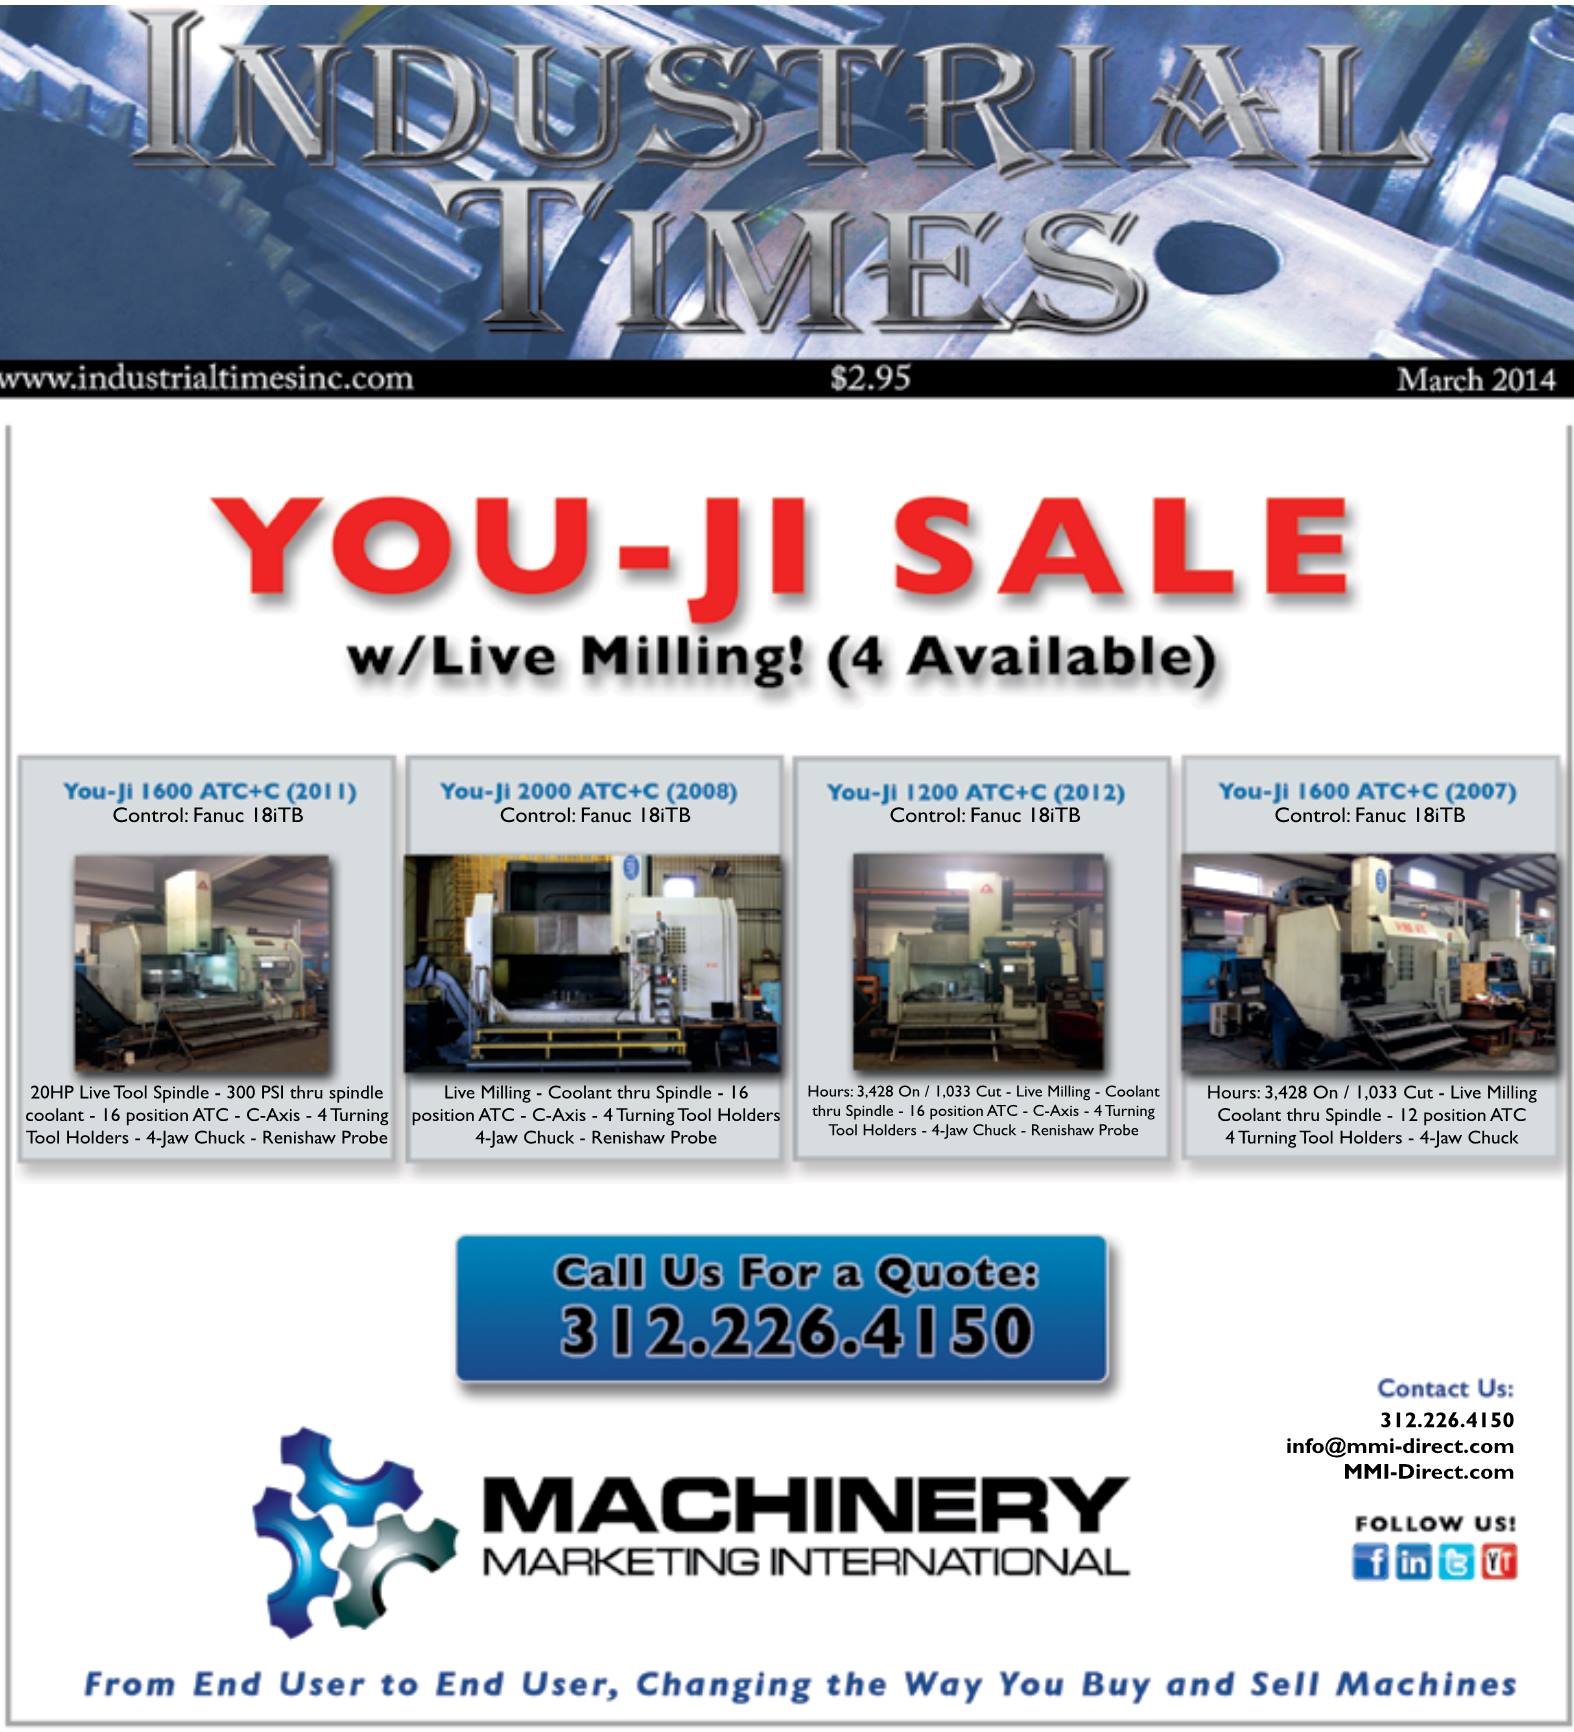 INDUSTRIAL
TIMES
www.industrialtimesinc.com $2.95 March 2014
YOU-JI SALE
w/Live Milling! (4 Available)
You-Ji 1600 ATC+C (2011)
Control: Fanuc 18iTB
20HP Live Tool Spindle - 300 PSI thru spindle
coolant - 16 position ATC - C-Axis - 4 Turning
Tool Holders - 4-Jaw Chuck - Renishaw Probe
You-Ji 2000 ATC+C (2008)
Control: Fanuc 18iTB
Live Milling - Coolant thru Spindle - 16
position ATC - C-Axis - 4 Turning Tool Holders
4-Jaw Chuck - Renishaw Probe
You-Ji 1200 ATC+C (2012)
Control: Fanuc 18iTB
Hours: 3,428 On / 1,033 Cut - Live Milling - Coolant
thru Spindle - 16 position ATC - C-Axis - 4 Turning
Tool Holders - 4-Jaw Chuck - Renishaw Probe
You-Ji 1600 ATC+C (2007)
Control: Fanuc 18iTB
Hours: 3,428 On / 1,033 Cut - Live Milling
Coolant thru Spindle - 12 position ATC
4 Turning Tool Holders - 4-Jaw Chuck
Call Us For a Quote:
312.226.4150
Contact Us:
312.226.4150
info@mmi-direct.com
MMI-Direct.com
MACHINERY
MARKETING INTERNATIONAL
FOLLOW US!
f in t YT
From End User to End User, Changing the Way You Buy and Sell Machines